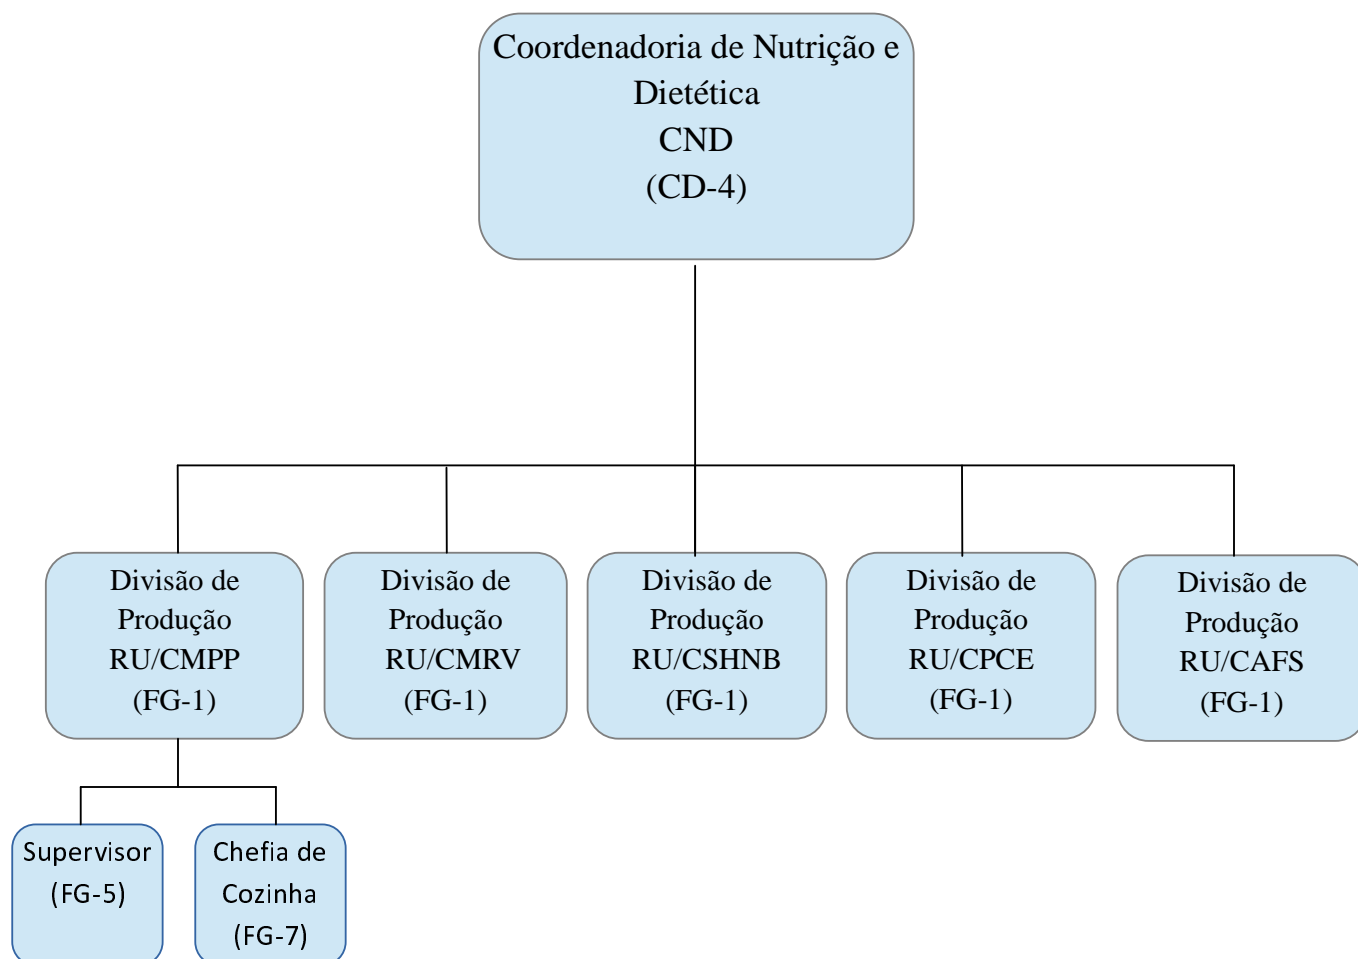 Coordenadoria de Nutrição e
Dietética
CND
(CD-4)
Divisão de
Produção
RU/CMPP
(FG-1)
Divisão de
Produção
RU/CMRV
(FG-1)
Divisão de
Produção
RU/CSHNB
(FG-1)
Divisão de
Produção
RU/CPCE
(FG-1)
Divisão de
Produção
RU/CAFS
(FG-1)
Supervisor
(FG-5)
Chefia de
Cozinha
(FG-7)